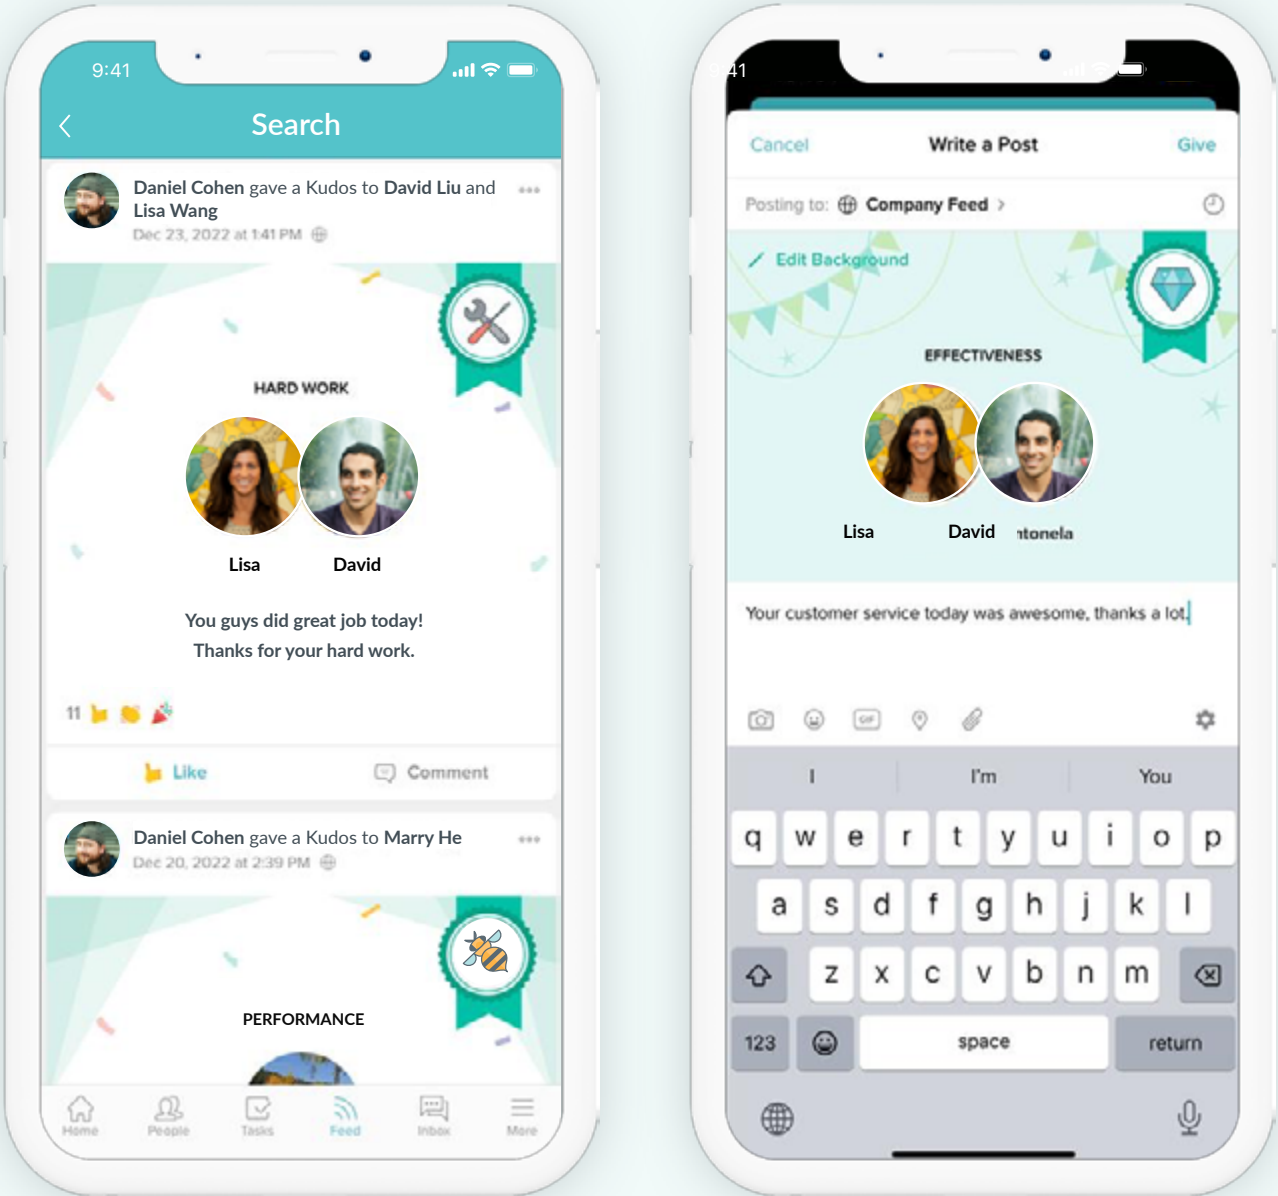 9:41
Search
Daniel Cohen gave a Kudos to David Liu and
Lisa Wang
Dec 23, 2022 at 1:41 PM
HARD WORK
Lisa David
You guys did great job today!
Thanks for your hard work.
11
Like Comment
Daniel Cohen gave a Kudos to Marry He
Dec 20, 2022 at 2:39 PM
PERFORMANCE
Home People Tasks Feed Inbox More
9:41
Cancel Write a Post Give
Posting to: Company Feed >
Edit Background
EFFECTIVENESS
Lisa David ntonela
Your customer service today was awesome, thanks a lot.
GIF
I I'm You
q w e r t y u i o p
a s d f g h j k l
z x c v b n m
123 space return